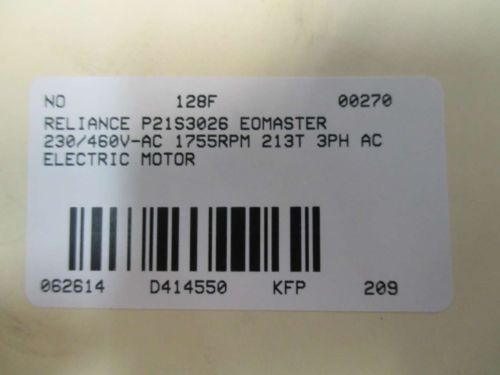 NO 128F 00270
RELIANCE P21S3026 EOMASTER
230/460V-AC 1755RPM 213T 3PH AC
ELECTRIC MOTOR
062614 D414550 KFP 209